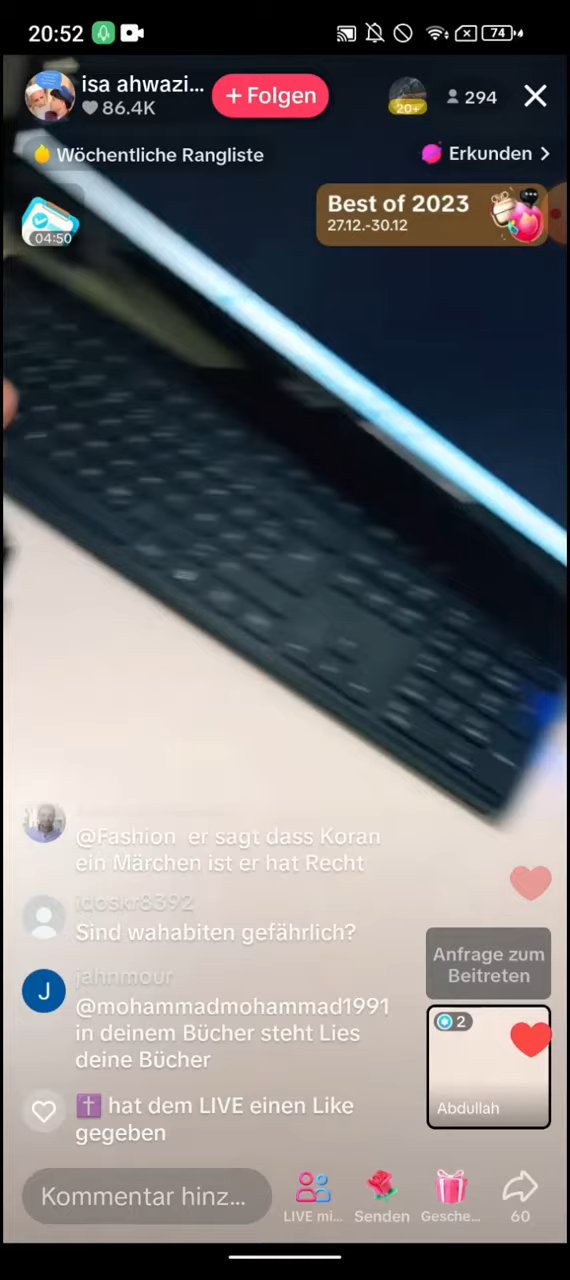 20:52
74
isa ahwazi...
+ Folgen
86.4K
20+
294
Wöchentliche Rangliste
Erkunden
Best of 2023
27.12.-30.12
04:50
@Fashion er sagt dass Koran
ein Märchen ist er hat Recht
idoskr8392
Sind wahabiten gefährlich?
Anfrage zum
Beitreten
J
jahnmour
@mohammadmohammad1991
in deinem Bücher steht Lies
deine Bücher
2
Abdullah
✝️ hat dem LIVE einen Like
gegeben
Kommentar hinz...
LIVE mi...
Senden
Gesche...
60